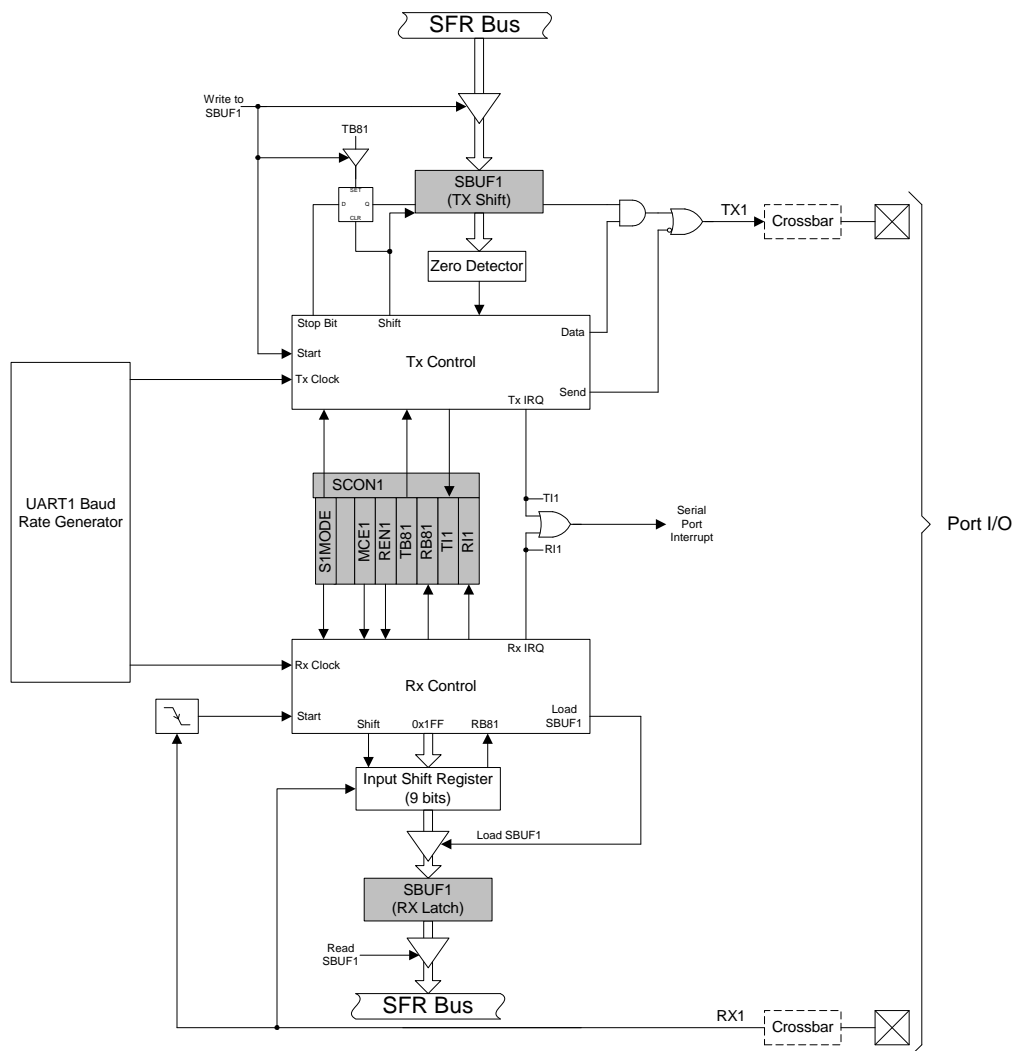 SFR Bus
Write to
SBUF1
TB81
SET
D
Q
CLR
SBUF1
(TX Shift)
TX1
Crossbar
Zero Detector
Stop Bit
Shift
Data
Start
Tx Control
Tx Clock
Send
Tx IRQ
UART1 Baud
Rate Generator
SCON1
S1MODE
MCE1
REN1
TB81
RB81
TI1
RI1
TI1
Serial
Port
Interrupt
RI1
Port I/O
Rx IRQ
Rx Clock
Rx Control
Start
Load
SBUF1
Shift
0x1FF
RB81
Input Shift Register
(9 bits)
Load SBUF1
SBUF1
(RX Latch)
Read
SBUF1
SFR Bus
RX1
Crossbar